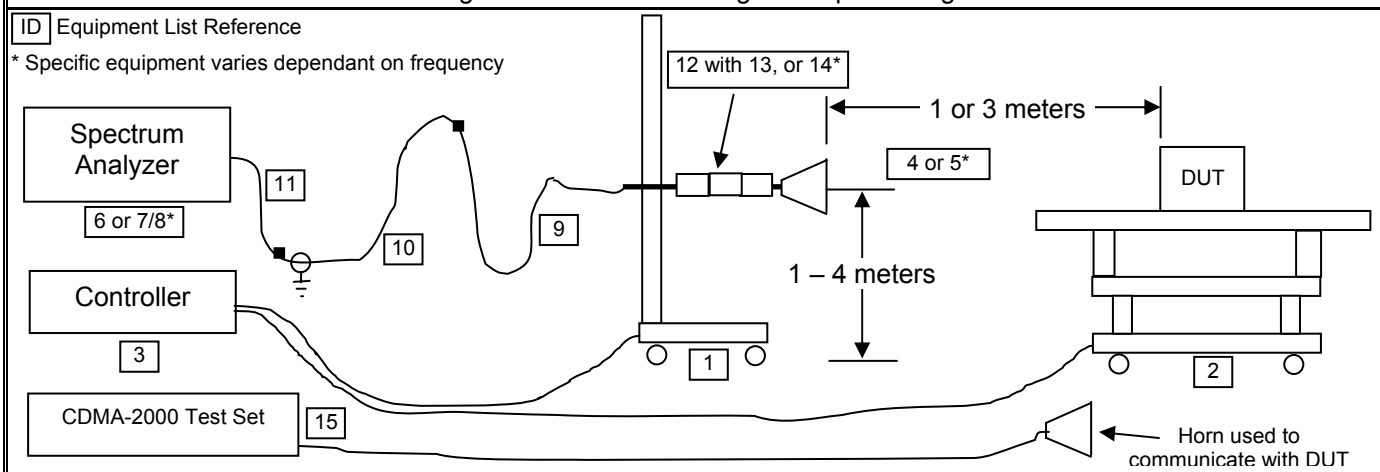 ID Equipment List Reference
* Specific equipment varies dependant on frequency
12 with 13, or 14*
1 or 3 meters
Spectrum
Analyzer
4 or 5*
DUT
11
6 or 7/8*
10
9
1 – 4 meters
Controller
3
1
2
CDMA-2000 Test Set
15
Horn used to
communicate with DUT